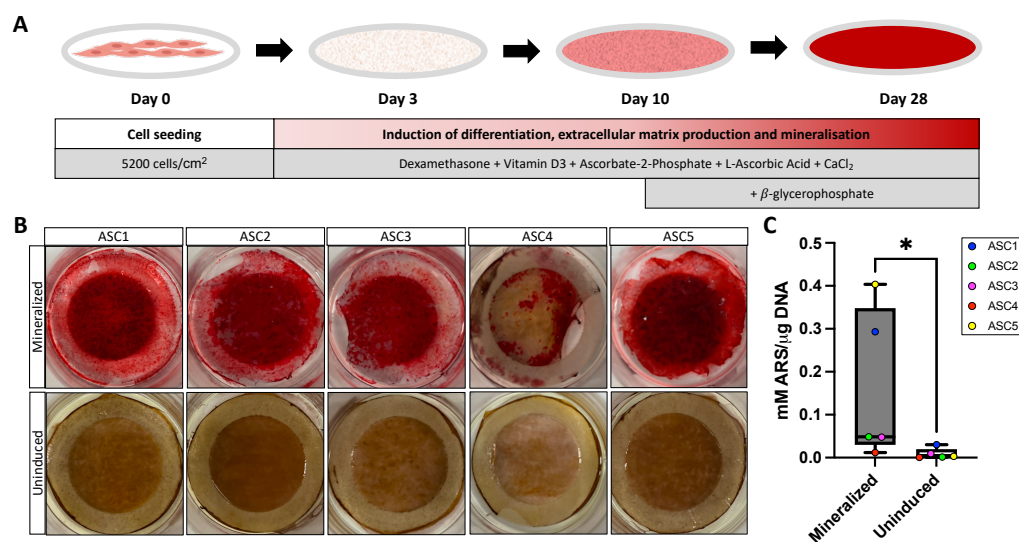 A
Day 0 Day 3 Day 10 Day 28
Cell seeding Induction of differentiation, extracellular matrix production and mineralisation
5200 cells/cm² Dexamethasone + Vitamin D3 + Ascorbate-2-Phosphate + L-Ascorbic Acid + CaCl₂
+ β-glycerophosphate
B
ASC1 ASC2 ASC3 ASC4 ASC5
Mineralized
Uninduced
C
mM ARS/µg DNA
0.5
0.4
0.3
0.2
0.1
0.0
*
Mineralized Uninduced
ASC1
ASC2
ASC3
ASC4
ASC5